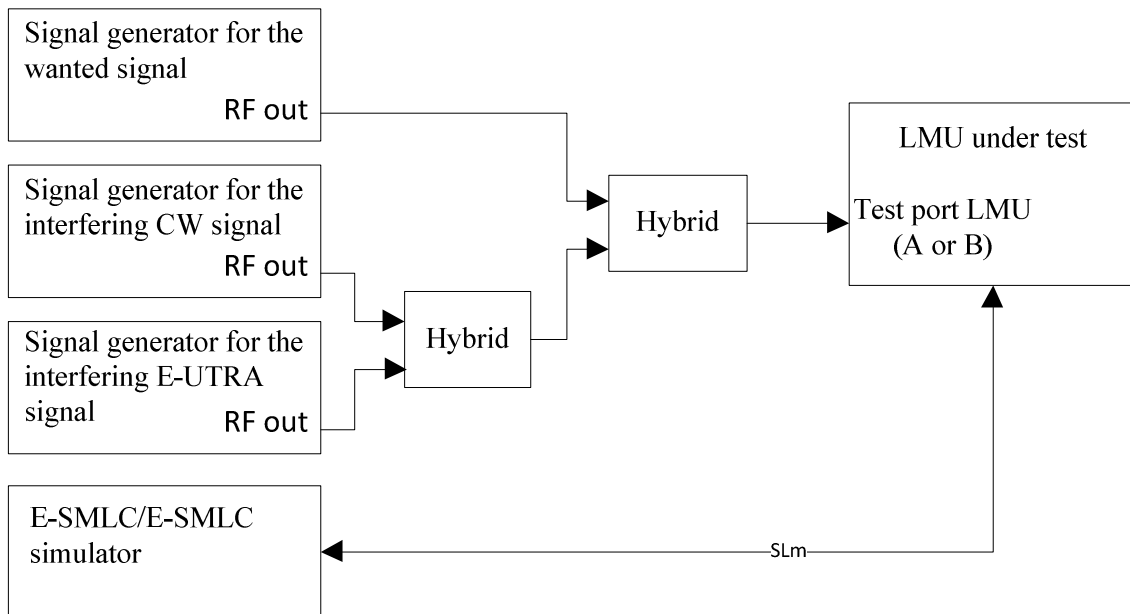 Signal generator for the
wanted signal
RF out
Signal generator for the
interfering CW signal
RF out
Signal generator for the
interfering E-UTRA
signal
RF out
Hybrid
Hybrid
LMU under test
Test port LMU
(A or B)
E-SMLC/E-SMLC
simulator
SLm